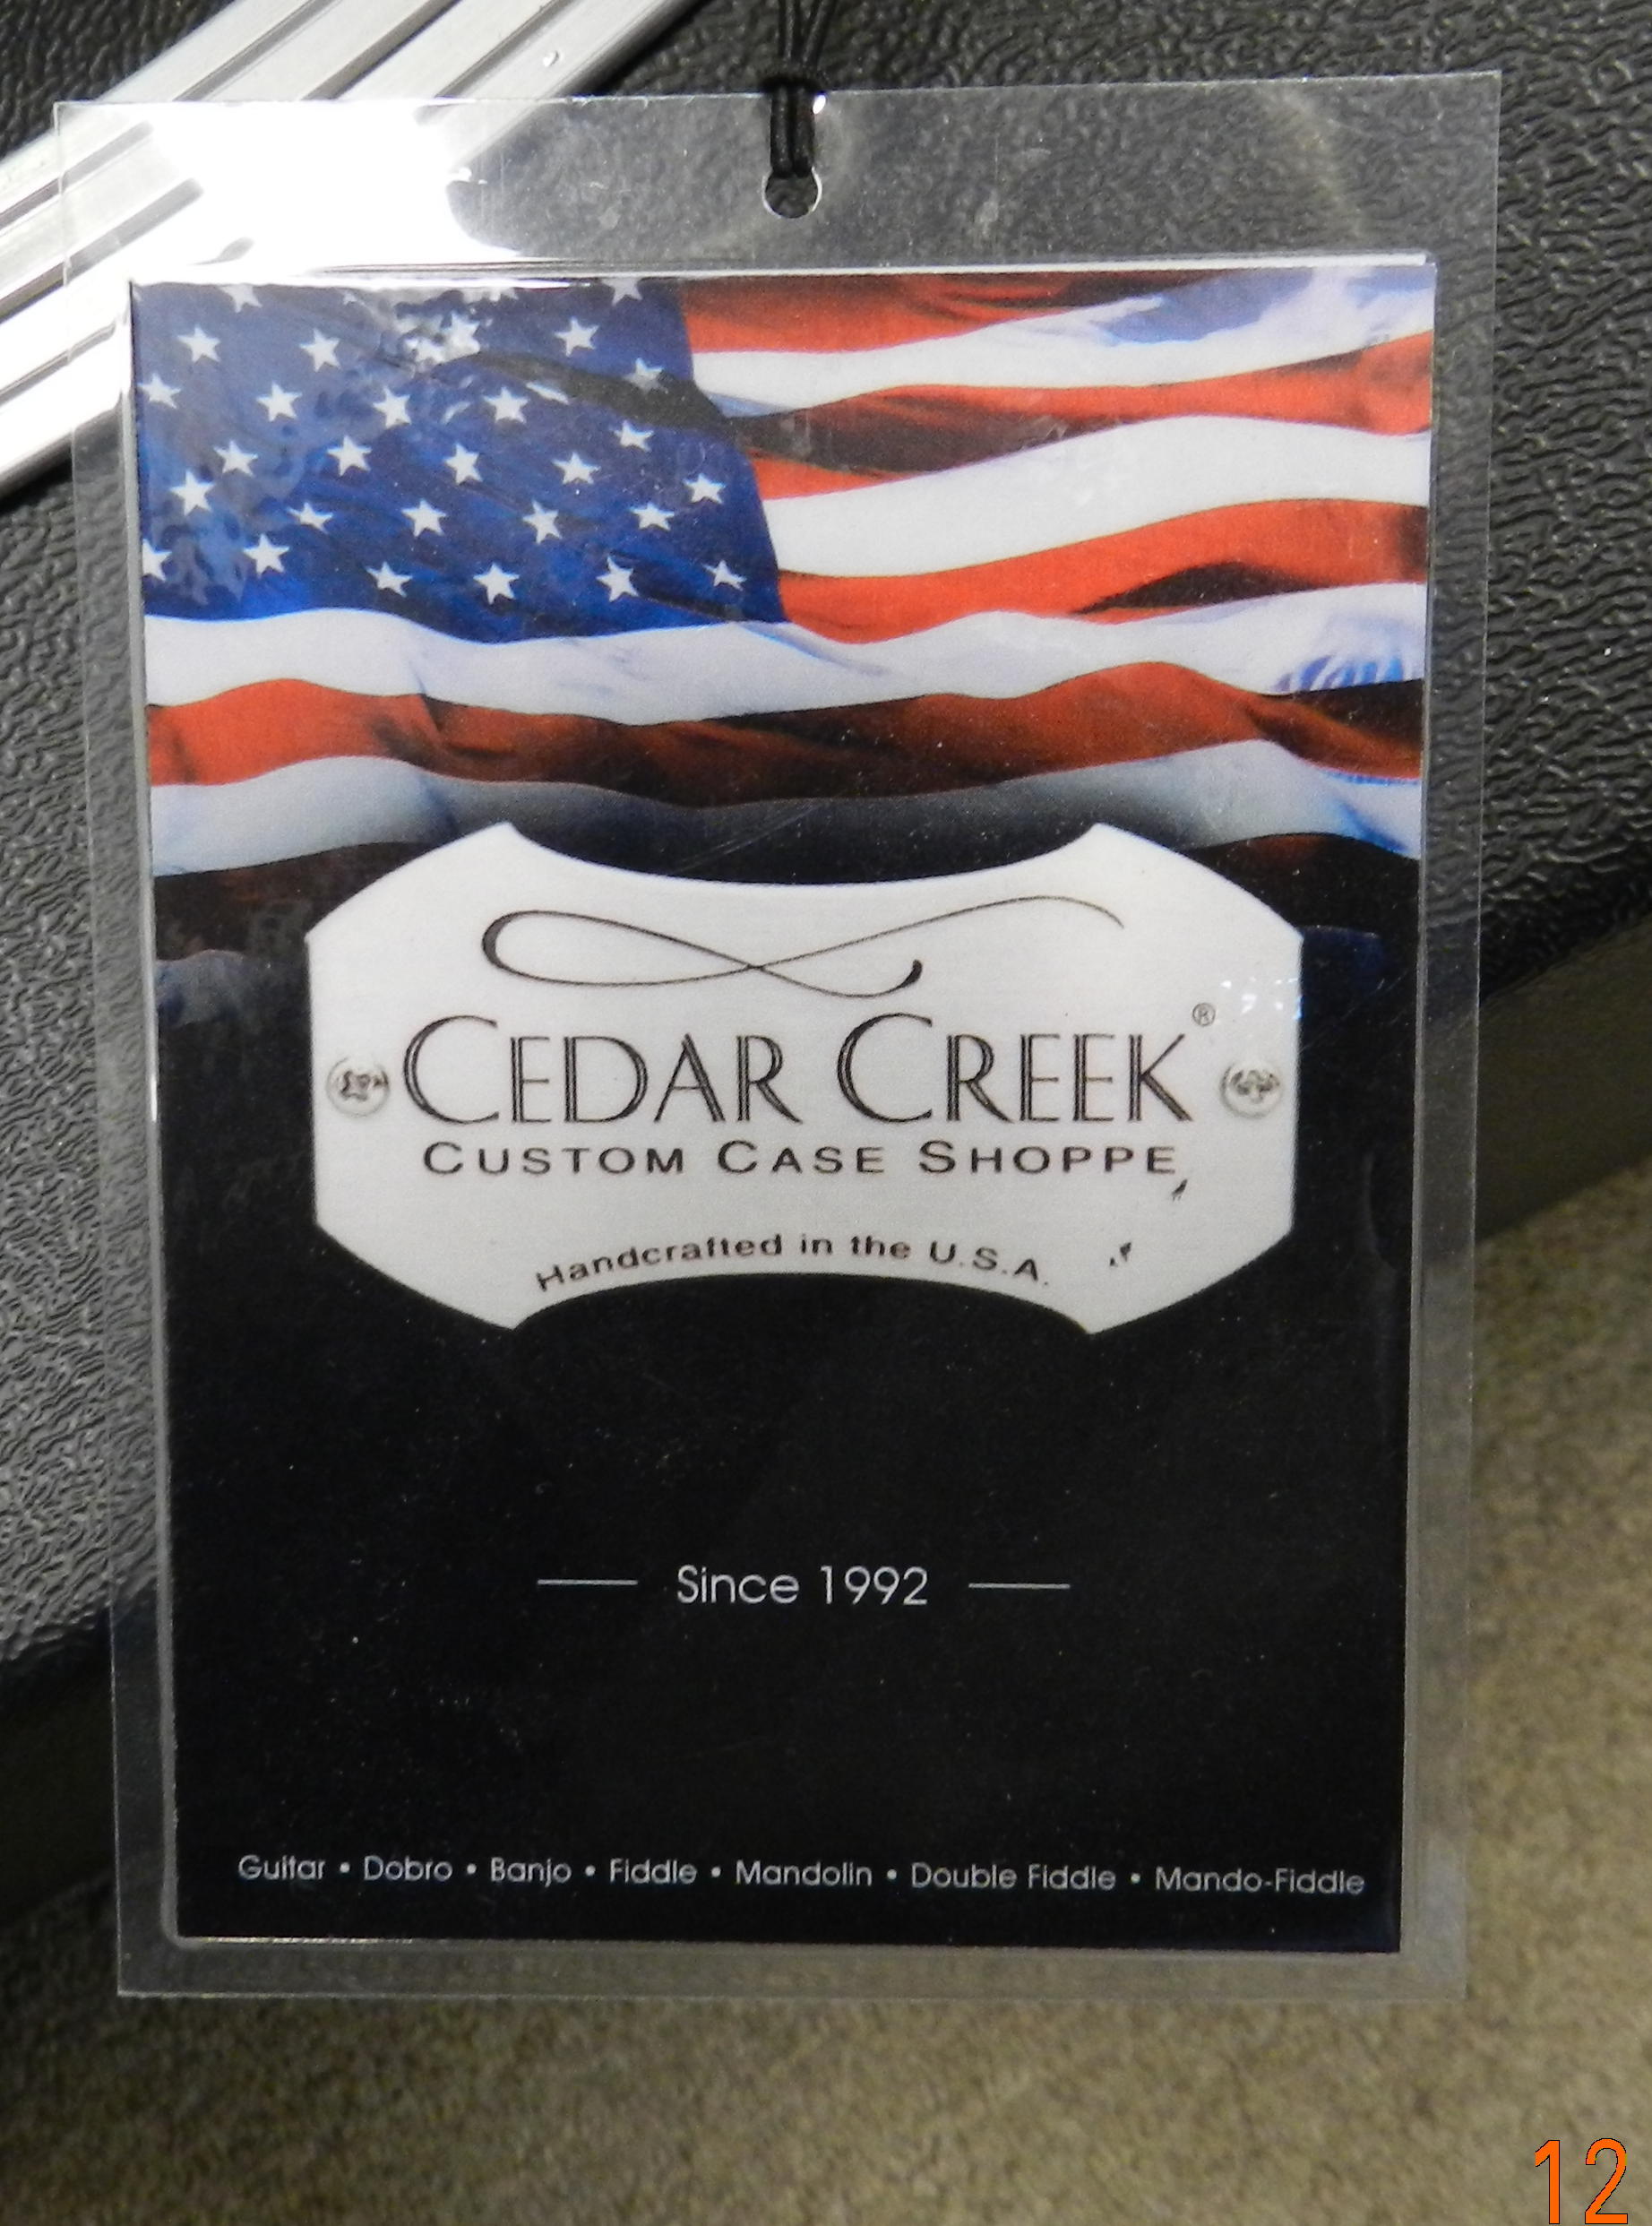 CEDAR CREEK®
CUSTOM CASE SHOPPE
Handcrafted in the U.S.A.
Since 1992
Guitar • Dobro • Banjo • Fiddle • Mandolin • Double Fiddle • Mando-Fiddle
12